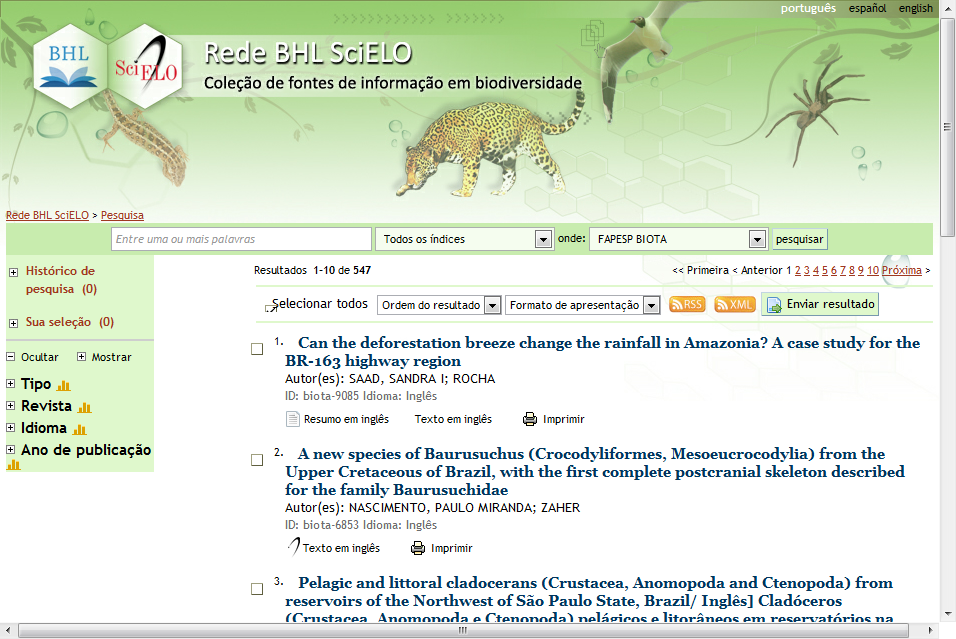 português español english
BHL
SciELO
Rede BHL SciELO
Coleção de fontes de informação em biodiversidade
Rede BHL SciELO > Pesquisa
Entre uma ou mais palavras Todos os índices onde: FAPESP BIOTA pesquisar
Histórico de
pesquisa (0)
Sua seleção (0)
Ocultar Mostrar
Tipo
Revista
Idioma
Ano de publicação
Resultados 1-10 de 547 << Primeira < Anterior 1 2 3 4 5 6 7 8 9 10 Próxima >
Selecionar todos Ordem do resultado Formato de apresentação RSS XML Enviar resultado
1. Can the deforestation breeze change the rainfall in Amazonia? A case study for the
BR-163 highway region
Autor(es): SAAD, SANDRA I; ROCHA
ID: biota-9085 Idioma: Inglês
Resumo em inglês Texto em inglês Imprimir
2. A new species of Baurusuchus (Crocodyliformes, Mesoeucrocodylia) from the
Upper Cretaceous of Brazil, with the first complete postcranial skeleton described
for the family Baurusuchidae
Autor(es): NASCIMENTO, PAULO MIRANDA; ZAHER
ID: biota-6853 Idioma: Inglês
Texto em inglês Imprimir
3. Pelagic and littoral cladocerans (Crustacea, Anomopoda and Ctenopoda) from
reservoirs of the Northwest of São Paulo State, Brazil/ Inglês] Cladóceros
(Crustacea, Anomopoda e Ctenopoda) pelágicos e litorâneos em reservatórios na